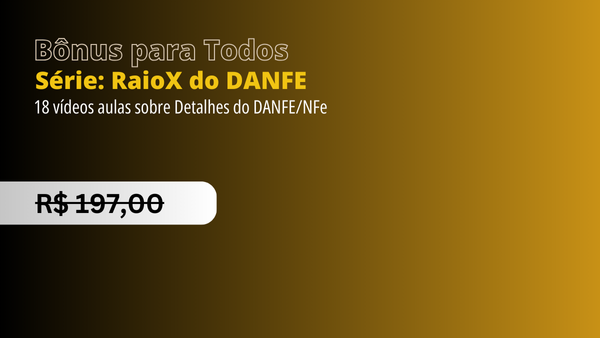 Bônus para Todos
Série: RaioX do DANFE
18 vídeos aulas sobre Detalhes do DANFE/NFe
R$ 197,00